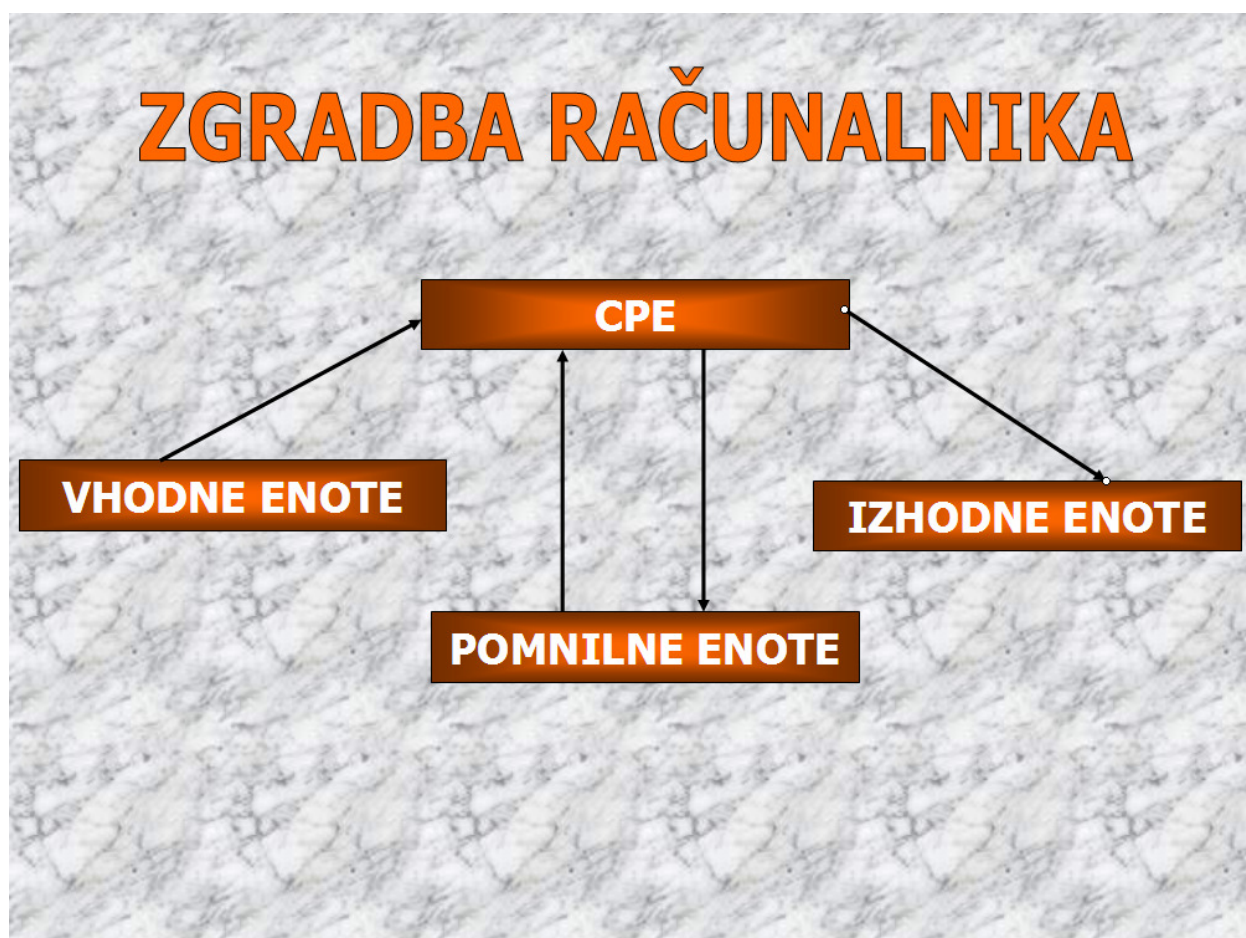 ZGRADBA RAČUNALNIKA
CPE
VHODNE ENOTE
IZHODNE ENOTE
POMNILNE ENOTE